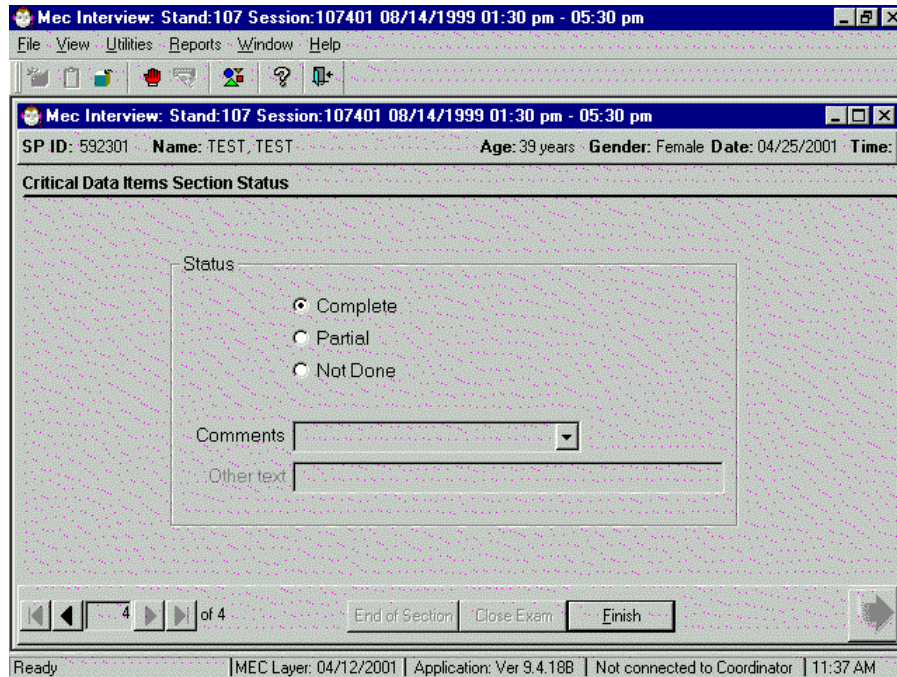 Mec Interview: Stand:107 Session:107401 08/14/1999 01:30 pm - 05:30 pm
File View Utilities Reports Window Help
Mec Interview: Stand:107 Session:107401 08/14/1999 01:30 pm - 05:30 pm
SP ID: 592301 Name: TEST, TEST Age: 39 years Gender: Female Date: 04/25/2001 Time:
Critical Data Items Section Status
Status
Complete
Partial
Not Done
Comments
Other text
4 of 4 End of Section Close Exam Finish
Ready MEC Layer: 04/12/2001 Application: Ver 9.4.18B Not connected to Coordinator 11:37 AM